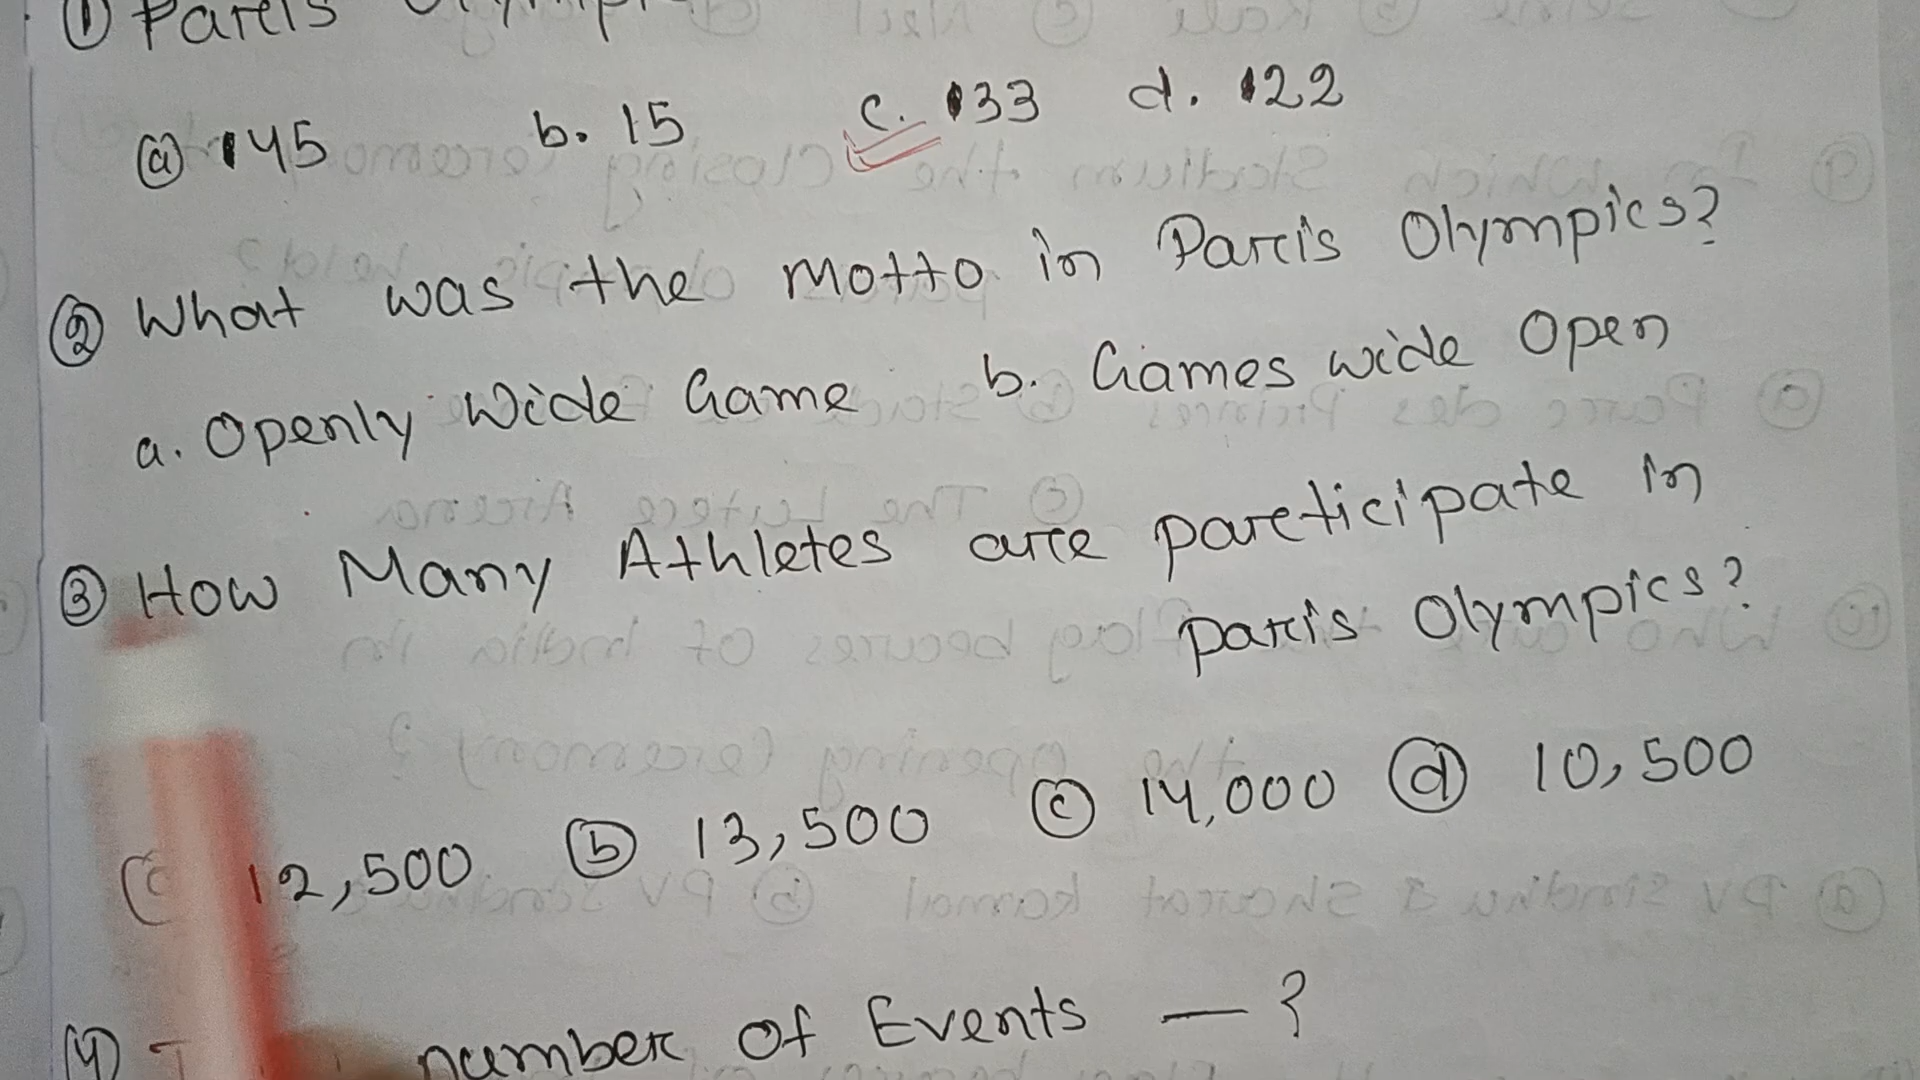 ① Paris
ⓐ 145 b. 15 c. 33 d. 122
② What was the Motto in Paris Olympics?
a. Openly Wide Game b. Games wide Open
③ How Many Athletes are participate in
paris Olympics?
12,500 ⓑ 13,500 ⓒ 14,000 ⓓ 10,500
④ number of Events — ?